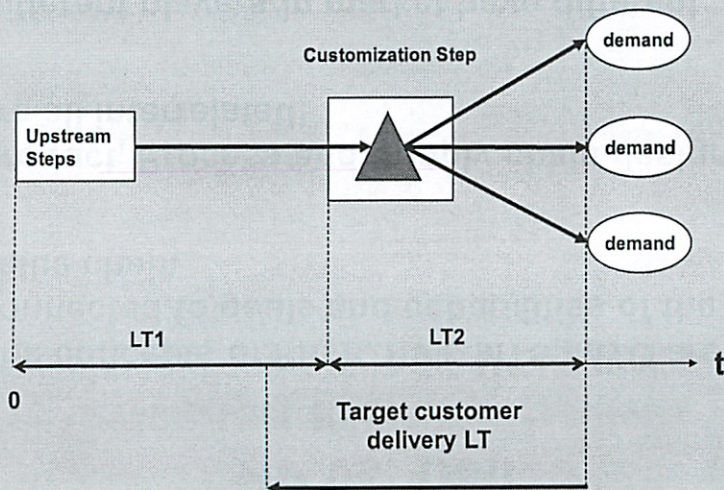 demand
Customization Step
Upstream
Steps
demand
demand
LT1
LT2
t
0
Target customer
delivery LT